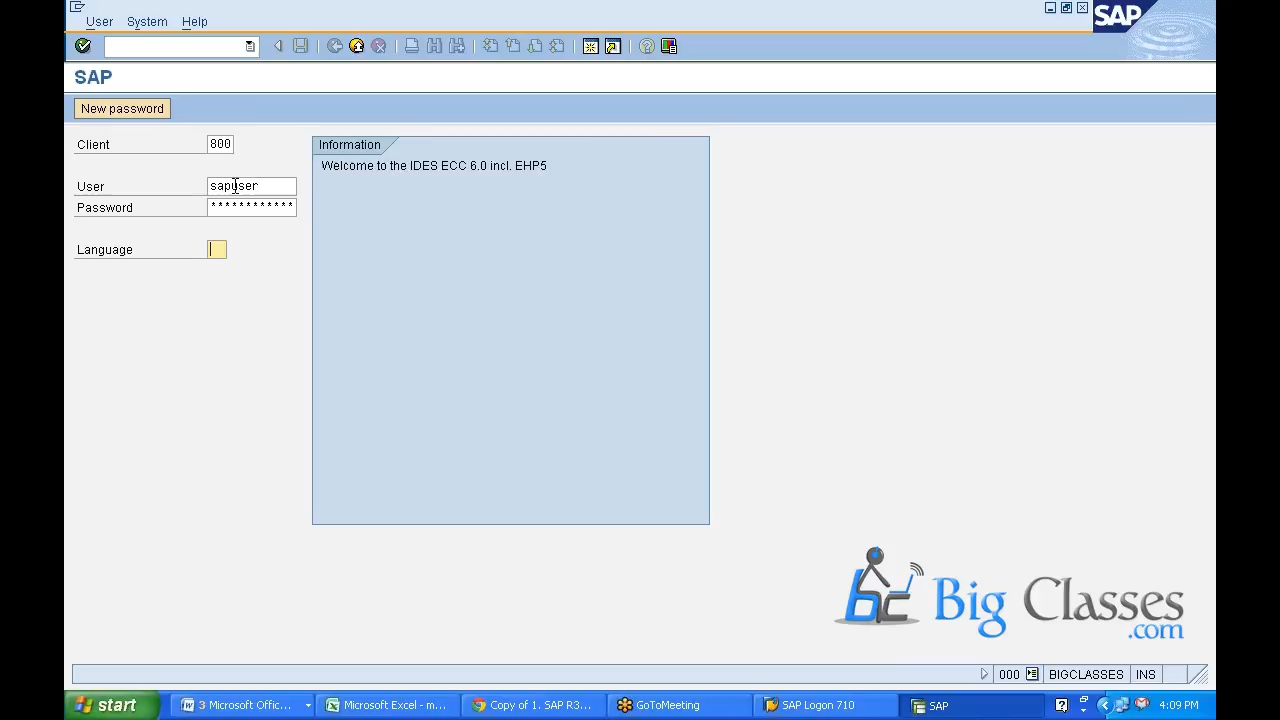 User System Help
SAP
SAP
New password
Client 800
User sapuser
Password ************
Language
Information
Welcome to the IDES ECC 6.0 incl. EHP5
Big Classes
.com
000 BIGCLASSES INS
start 3 Microsoft Offic... Microsoft Excel - m... Copy of 1. SAP R3... GoToMeeting SAP Logon 710 SAP 4:09 PM